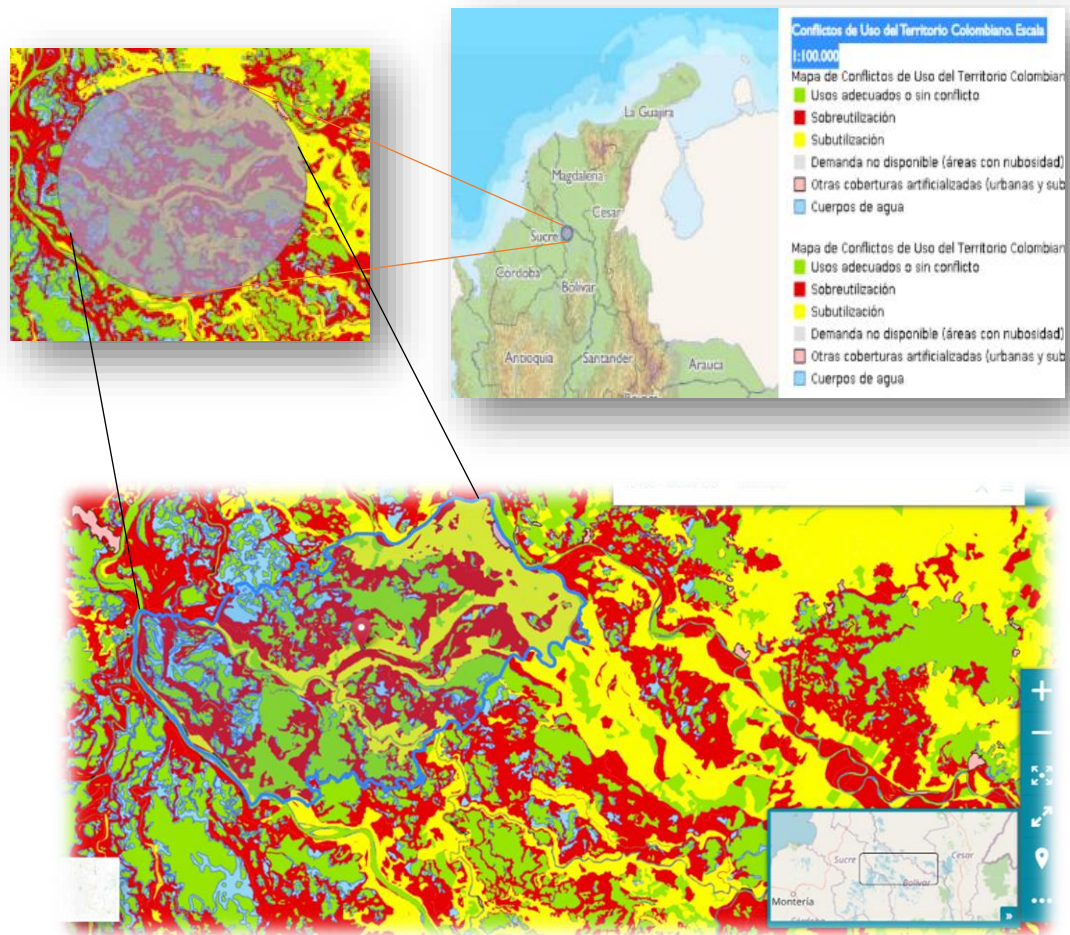 La Guajira
Magdalena
Cesar
Sucre
Córdoba
Bolívar
Antioquia
Santander
Arauca
Conflictos de Uso del Territorio Colombiano. Escala
1:100.000
Mapa de Conflictos de Uso del Territorio Colombian
Usos adecuados o sin conflicto
Sobreutilización
Subutilización
Demanda no disponible (áreas con nubosidad)
Otras coberturas artificializadas (urbanas y sub
Cuerpos de agua
Mapa de Conflictos de Uso del Territorio Colombian
Usos adecuados o sin conflicto
Sobreutilización
Subutilización
Demanda no disponible (áreas con nubosidad)
Otras coberturas artificializadas (urbanas y sub
Cuerpos de agua
Sucre
Cesar
Bolívar
Montería